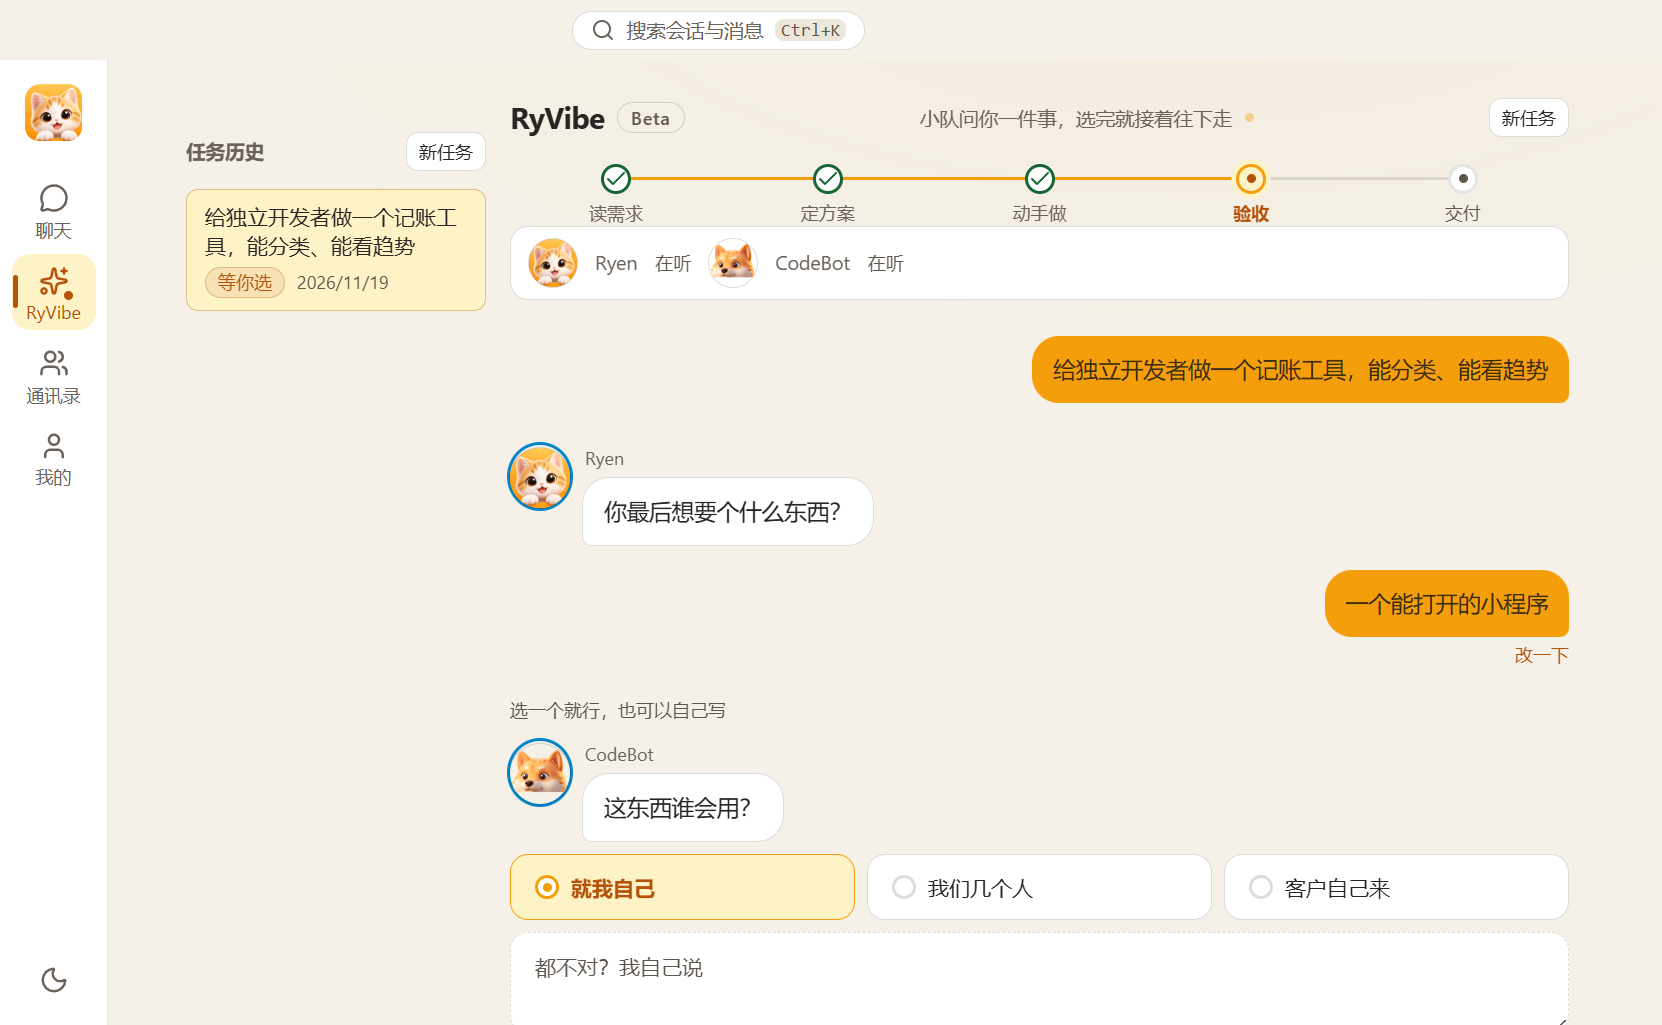 搜索会话与消息 Ctrl+K
聊天
RyVibe
通讯录
我的
任务历史
新任务
给独立开发者做一个记账工
具，能分类、能看趋势
等你选 2026/11/19
RyVibe Beta
小队问你一件事，选完就接着往下走
新任务
读需求
定方案
动手做
验收
交付
Ryen 在听 CodeBot 在听
给独立开发者做一个记账工具，能分类、能看趋势
Ryen
你最后想要个什么东西？
一个能打开的小程序
改一下
选一个就行，也可以自己写
CodeBot
这东西谁会用？
就我自己
我们几个人
客户自己来
都不对？我自己说